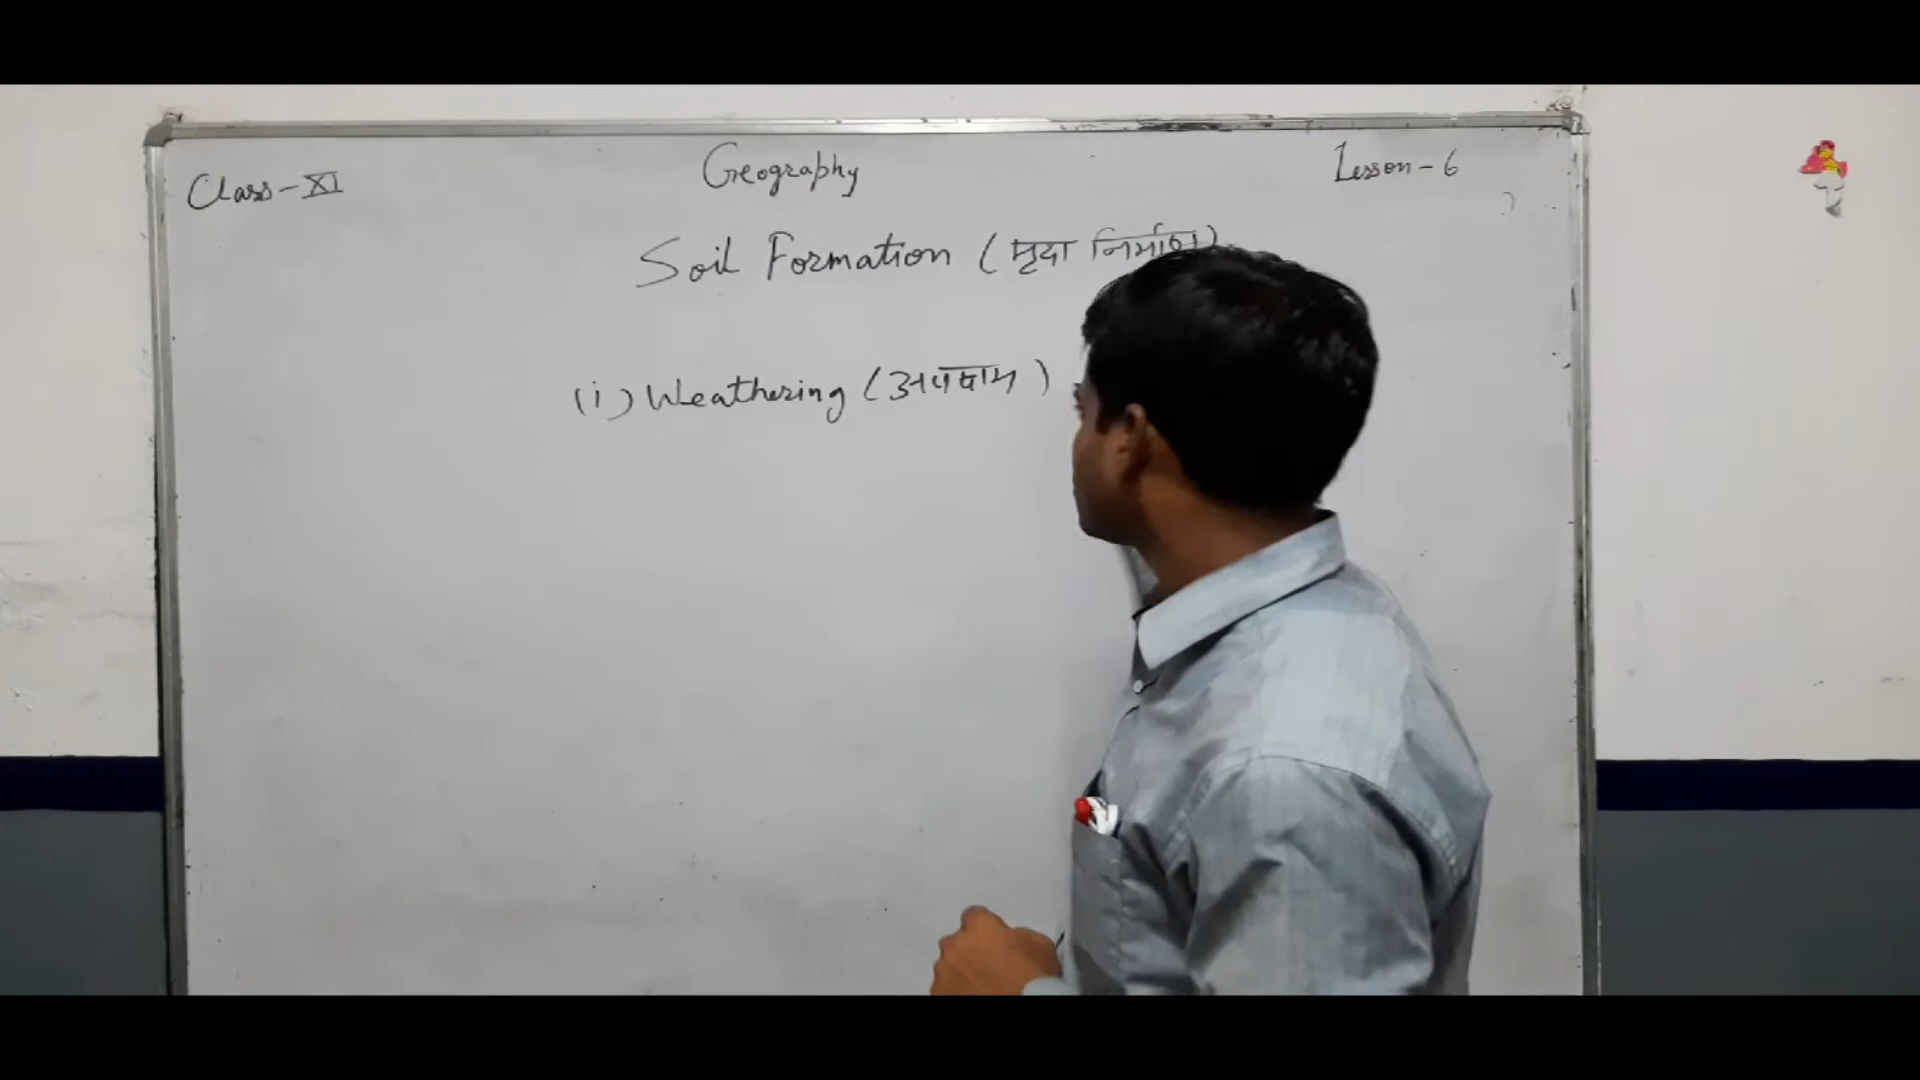 Class-XI Geography Lesson-6
Soil Formation (मृदा निर्माण)
(i) Weathering (अपक्षय)